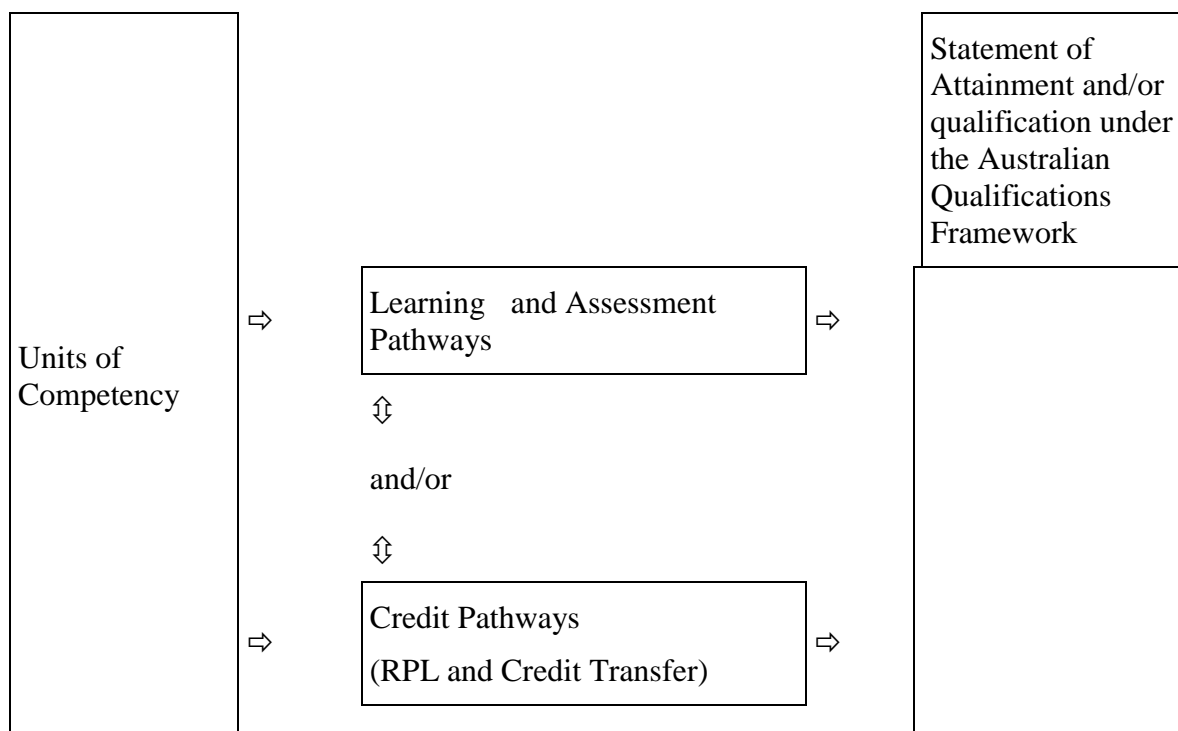 Statement of
Attainment and/or
qualification under
the Australian
Qualifications
Framework
Learning and Assessment
Pathways
⇨
⇨
Units of
Competency
⇳
and/or
⇳
Credit Pathways
(RPL and Credit Transfer)
⇨
⇨